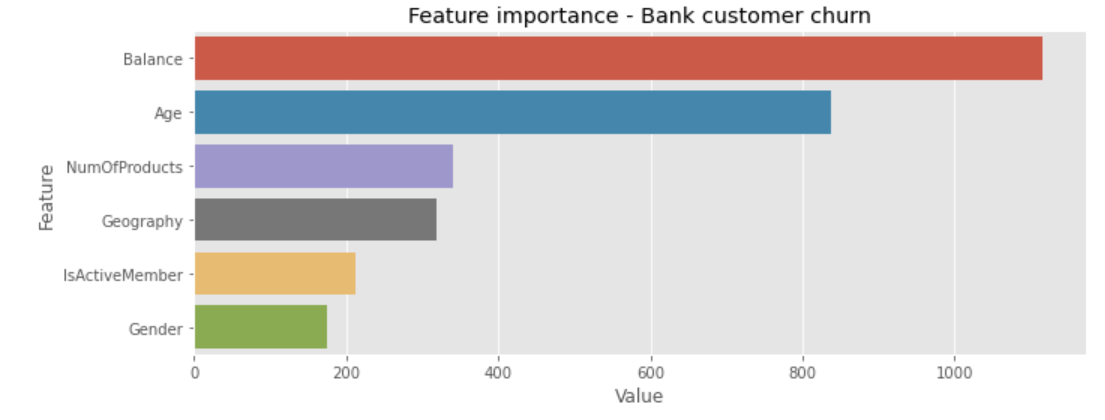 Feature importance - Bank customer churn
Balance
Age
NumOfProducts
Geography
IsActiveMember
Gender
Feature
0 200 400 600 800 1000
Value